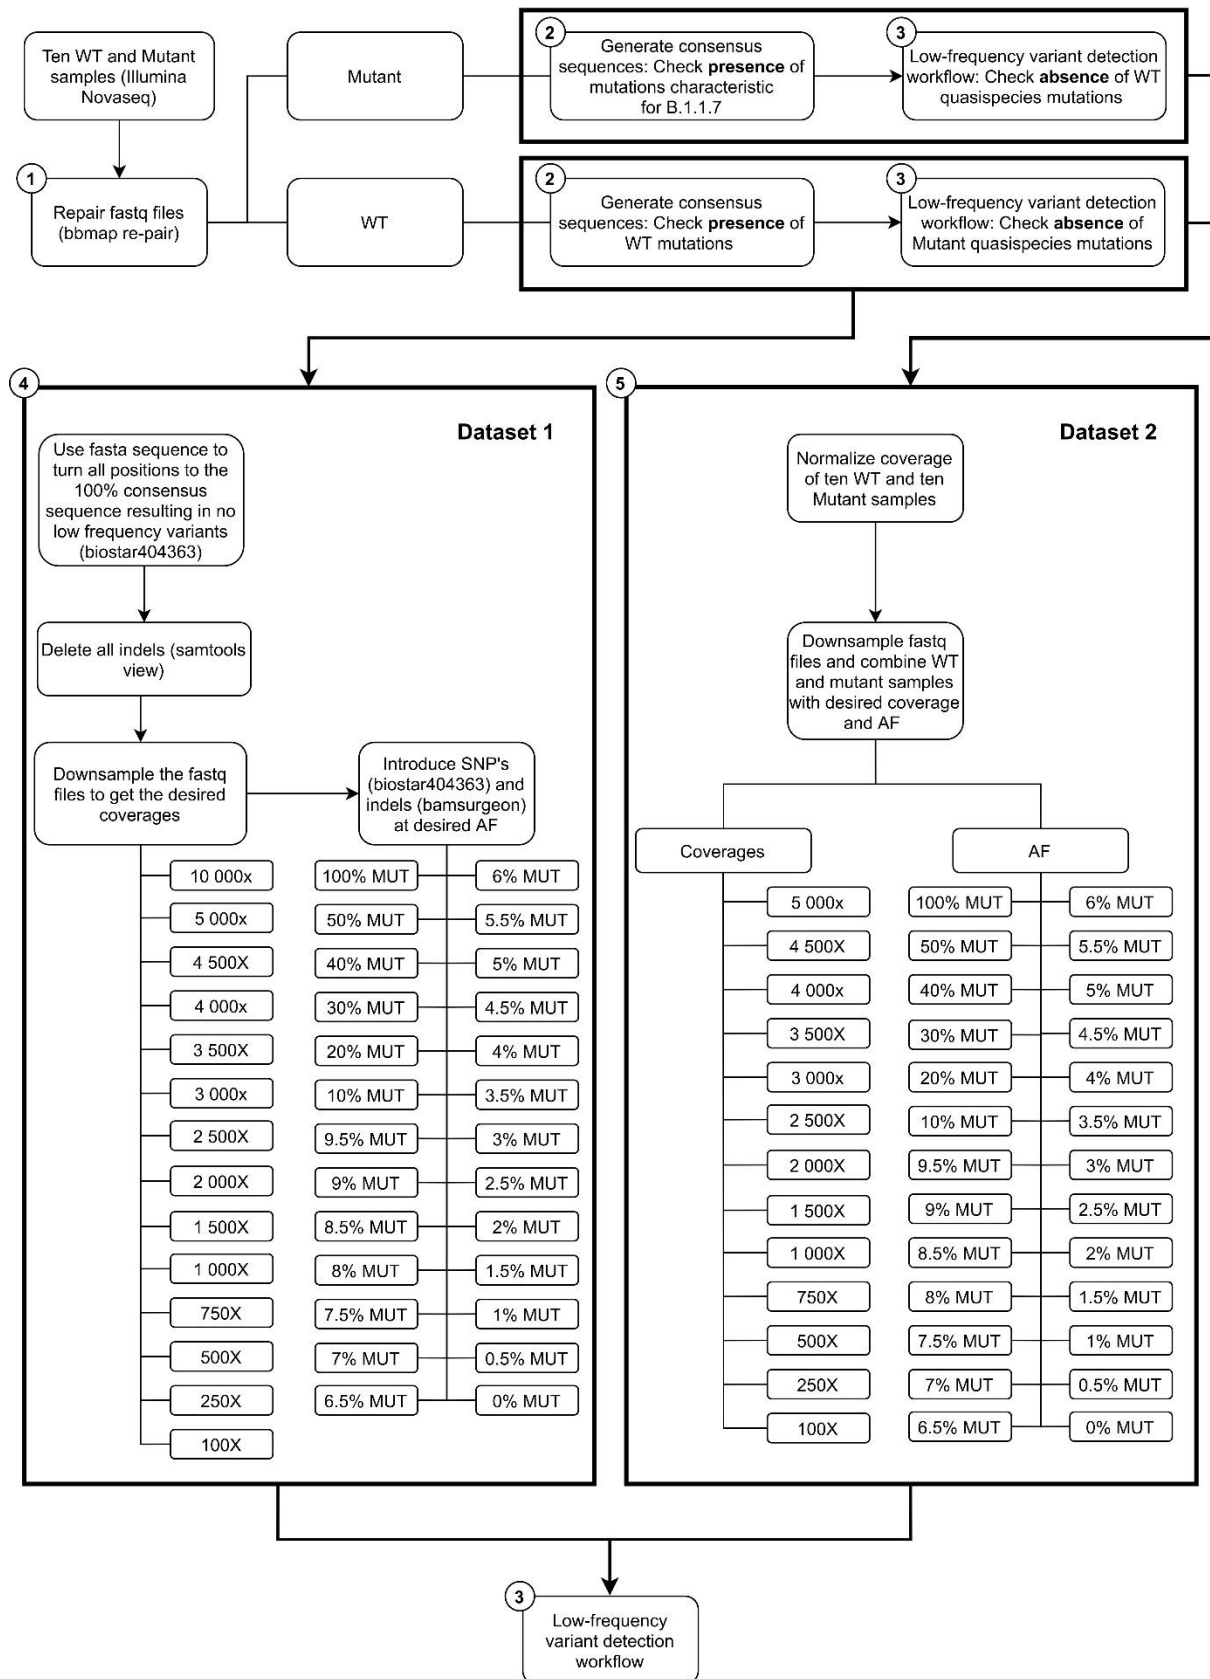 Ten WT and Mutant
samples (Illumina
Novaseq)
1
Repair fastq files
(bbmap re-pair)
Mutant
WT
2
Generate consensus
sequences: Check presence of
mutations characteristic
for B.1.1.7
3
Low-frequency variant detection
workflow: Check absence of WT
quasispecies mutations
2
Generate consensus
sequences: Check presence of
WT mutations
3
Low-frequency variant detection
workflow: Check absence of
Mutant quasispecies mutations
4
Dataset 1
Use fasta sequence to
turn all positions to the
100% consensus
sequence resulting in no
low frequency variants
(biostar404363)
Delete all indels (samtools
view)
Downsample the fastq
files to get the desired
coverages
Introduce SNP's
(biostar404363) and
indels (bamsurgeon)
at desired AF
10 000x
5 000x
4 500X
4 000x
3 500X
3 000x
2 500X
2 000X
1 500X
1 000X
750X
500X
250X
100X
100% MUT
50% MUT
40% MUT
30% MUT
20% MUT
10% MUT
9.5% MUT
9% MUT
8.5% MUT
8% MUT
7.5% MUT
7% MUT
6.5% MUT
6% MUT
5.5% MUT
5% MUT
4.5% MUT
4% MUT
3.5% MUT
3% MUT
2.5% MUT
2% MUT
1.5% MUT
1% MUT
0.5% MUT
0% MUT
5
Dataset 2
Normalize coverage
of ten WT and ten
Mutant samples
Downsample fastq
files and combine WT
and mutant samples
with desired coverage
and AF
Coverages
AF
5 000x
4 500X
4 000x
3 500X
3 000x
2 500X
2 000X
1 500X
1 000X
750X
500X
250X
100X
100% MUT
50% MUT
40% MUT
30% MUT
20% MUT
10% MUT
9.5% MUT
9% MUT
8.5% MUT
8% MUT
7.5% MUT
7% MUT
6.5% MUT
6% MUT
5.5% MUT
5% MUT
4.5% MUT
4% MUT
3.5% MUT
3% MUT
2.5% MUT
2% MUT
1.5% MUT
1% MUT
0.5% MUT
0% MUT
3
Low-frequency
variant detection
workflow